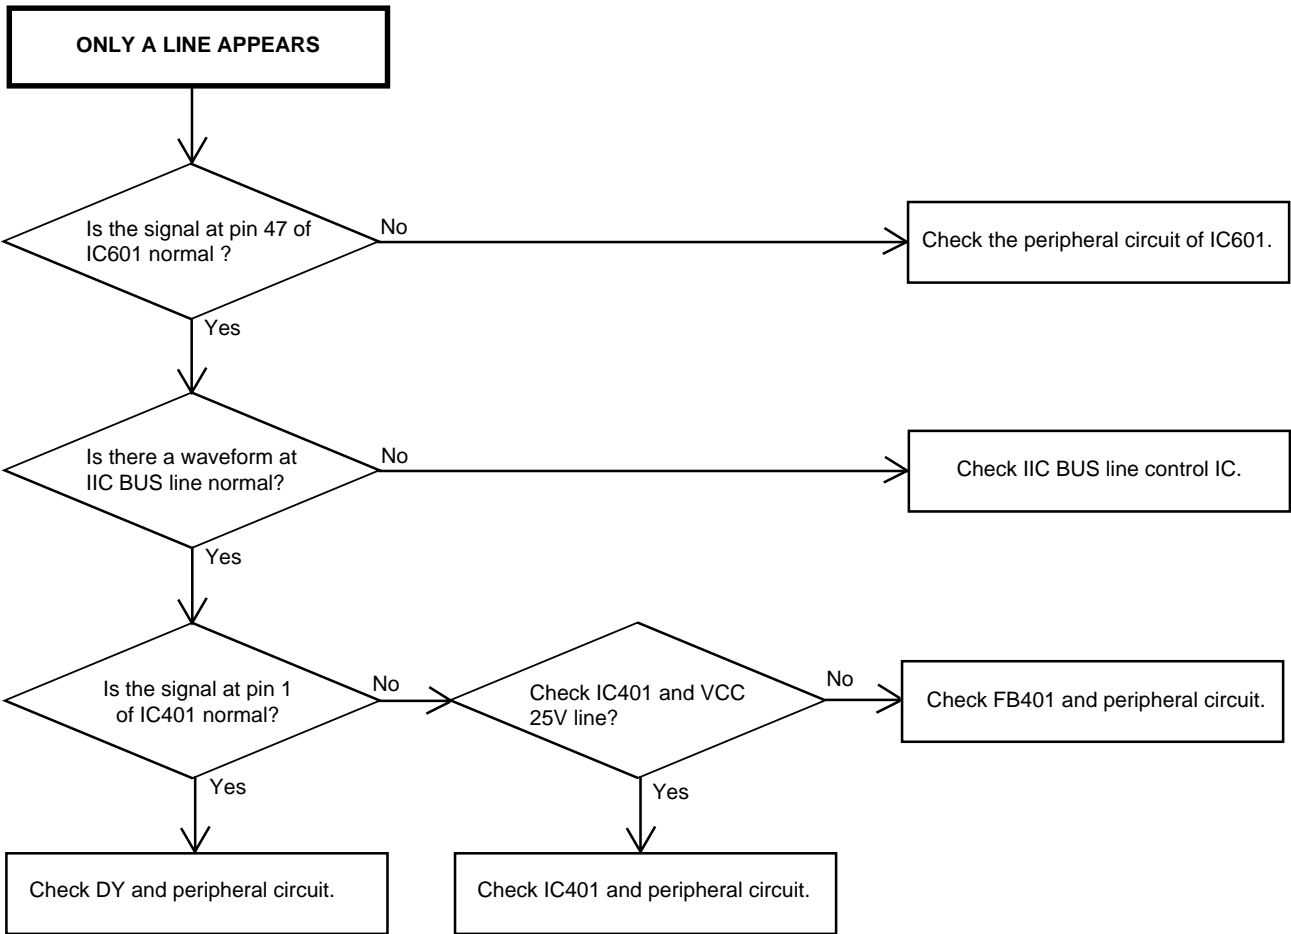 ONLY A LINE APPEARS
Is the signal at pin 47 of
IC601 normal ?
No
Check the peripheral circuit of IC601.
Yes
Is there a waveform at
IIC BUS line normal?
No
Check IIC BUS line control IC.
Yes
Is the signal at pin 1
of IC401 normal?
No
Check IC401 and VCC
25V line?
No
Check FB401 and peripheral circuit.
Yes
Yes
Check DY and peripheral circuit.
Check IC401 and peripheral circuit.